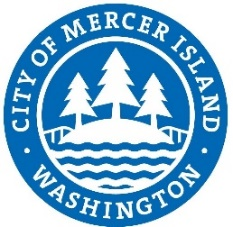 CITY OF MERCER ISLAND
WASHINGTON